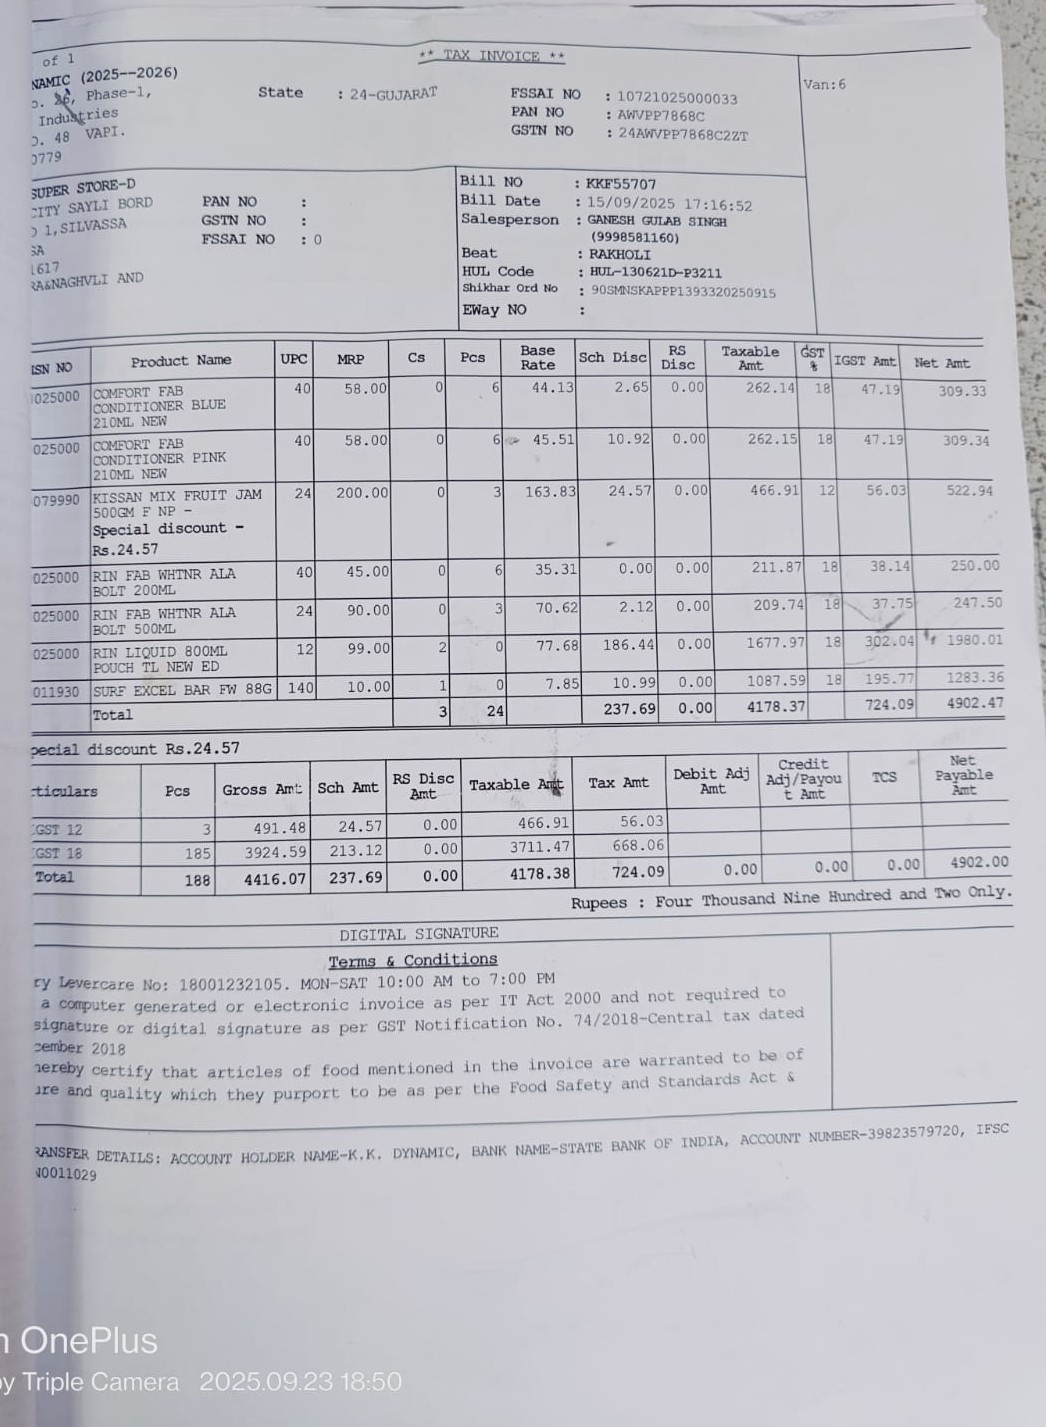 of 1
** TAX INVOICE **
NAMIC (2025--2026)
Van:6
State : 24-GUJARAT
FSSAI NO : 10721025000033
Phase-1,
PAN NO : AWVPP7868C
Industries
GSTN NO : 24AWVPP7868C2ZT
48 VAPI.
0779
SUPER STORE-D
CITY SAYLI BORD
1,SILVASSA
SA
1617
RA&NAGHVLI AND
PAN NO :
GSTN NO :
FSSAI NO : 0
Bill NO : KKF55707
Bill Date : 15/09/2025 17:16:52
Salesperson : GANESH GULAB SINGH
(9998581160)
Beat : RAKHOLI
HUL Code : HUL-130621D-P3211
Shikhar Ord No : 90SMNSKAPPP1393320250915
EWay NO :
ISN NO Product Name UPC MRP Cs Pcs Base Rate Sch Disc RS Disc Taxable Amt GST % IGST Amt Net Amt
025000 COMFORT FAB 40 58.00 0 6 44.13 2.65 0.00 262.14 18 47.19 309.33
CONDITIONER BLUE
210ML NEW
025000 COMFORT FAB 40 58.00 0 6 45.51 10.92 0.00 262.15 18 47.19 309.34
CONDITIONER PINK
210ML NEW
079990 KISSAN MIX FRUIT JAM 24 200.00 0 3 163.83 24.57 0.00 466.91 12 56.03 522.94
500GM F NP -
Special discount -
Rs.24.57
025000 RIN FAB WHTNR ALA 40 45.00 0 6 35.31 0.00 0.00 211.87 18 38.14 250.00
BOLT 200ML
025000 RIN FAB WHTNR ALA 24 90.00 0 3 70.62 2.12 0.00 209.74 18 37.75 247.50
BOLT 500ML
025000 RIN LIQUID 800ML 12 99.00 2 0 77.68 186.44 0.00 1677.97 18 302.04 1980.01
POUCH TL NEW ED
011930 SURF EXCEL BAR FW 88G 140 10.00 1 0 7.85 10.99 0.00 1087.59 18 195.77 1283.36
Total 3 24 237.69 0.00 4178.37 724.09 4902.47
pecial discount Rs.24.57
rticulars Pcs Gross Amt Sch Amt RS Disc Amt Taxable Amt Tax Amt Debit Adj Amt Credit Adj/Payou t Amt TCS Net Payable Amt
GST 12 3 491.48 24.57 0.00 466.91 56.03
GST 18 185 3924.59 213.12 0.00 3711.47 668.06
Total 188 4416.07 237.69 0.00 4178.38 724.09 0.00 0.00 0.00 4902.00
Rupees : Four Thousand Nine Hundred and Two Only.
DIGITAL SIGNATURE
Terms & Conditions
ry Levercare No: 18001232105. MON-SAT 10:00 AM to 7:00 PM
a computer generated or electronic invoice as per IT Act 2000 and not required to
signature or digital signature as per GST Notification No. 74/2018-Central tax dated
cember 2018
hereby certify that articles of food mentioned in the invoice are warranted to be of
ure and quality which they purport to be as per the Food Safety and Standards Act &
RANSFER DETAILS: ACCOUNT HOLDER NAME-K.K. DYNAMIC, BANK NAME-STATE BANK OF INDIA, ACCOUNT NUMBER-39823579720, IFSC
N0011029
n OnePlus
by Triple Camera 2025.09.23 18:50